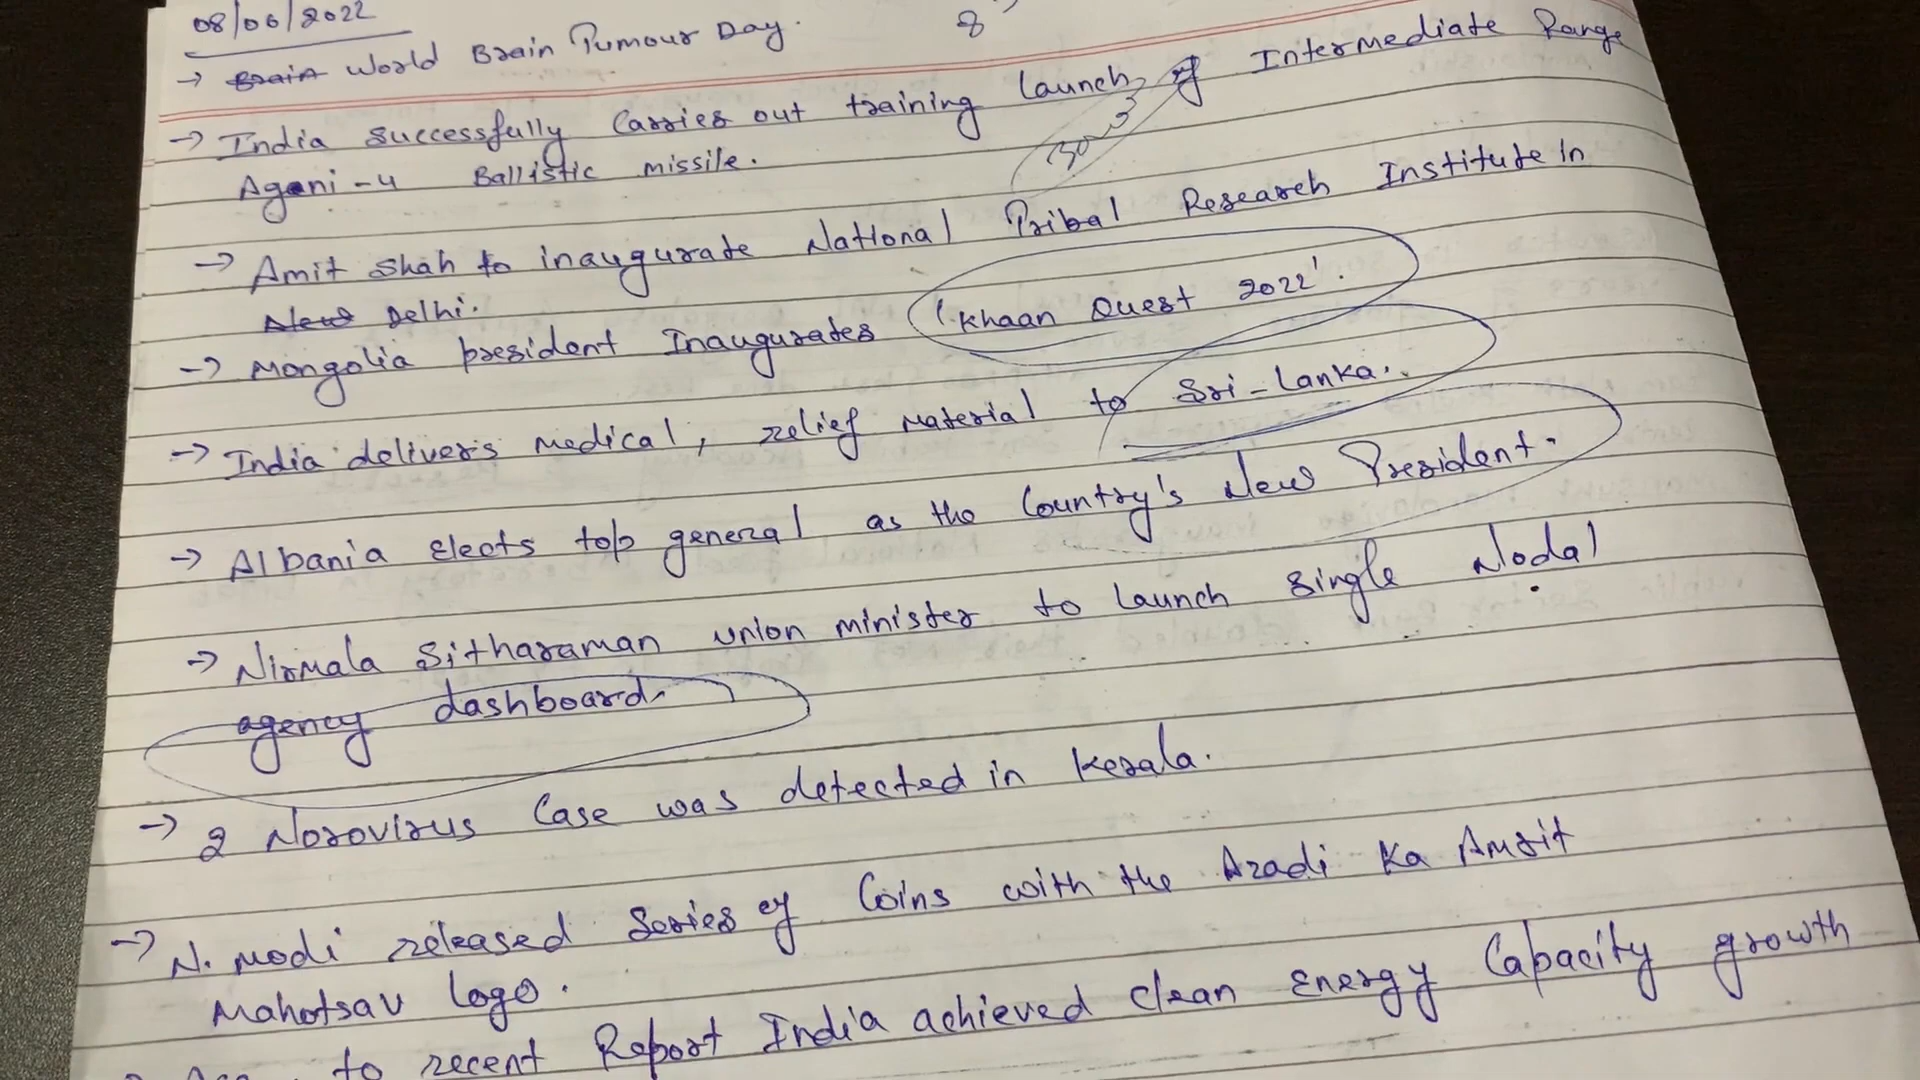 08/06/2022
8
→ World Brain Tumour Day.
→ India successfully Carries out training Launch of Intermediate Range
Agni-4 Ballistic missile.
→ Amit Shah to inaugurate National Tribal Research Institute In
Delhi.
→ Mongolia president Inaugurates 'Khaan Quest 2022'.
→ India delivers medical, relief material to Sri-Lanka.
→ Albania Elects top general as the Country's New President.
→ Nirmala Sitharaman union minister to Launch Single Nodal
agency dashboard.
→ 2 Norovirus Case was detected in Kerala.
→ N. Modi released Series of Coins with the Azadi Ka Amrit
Mahotsav logo.
to recent Report India achieved clean Energy Capacity growth